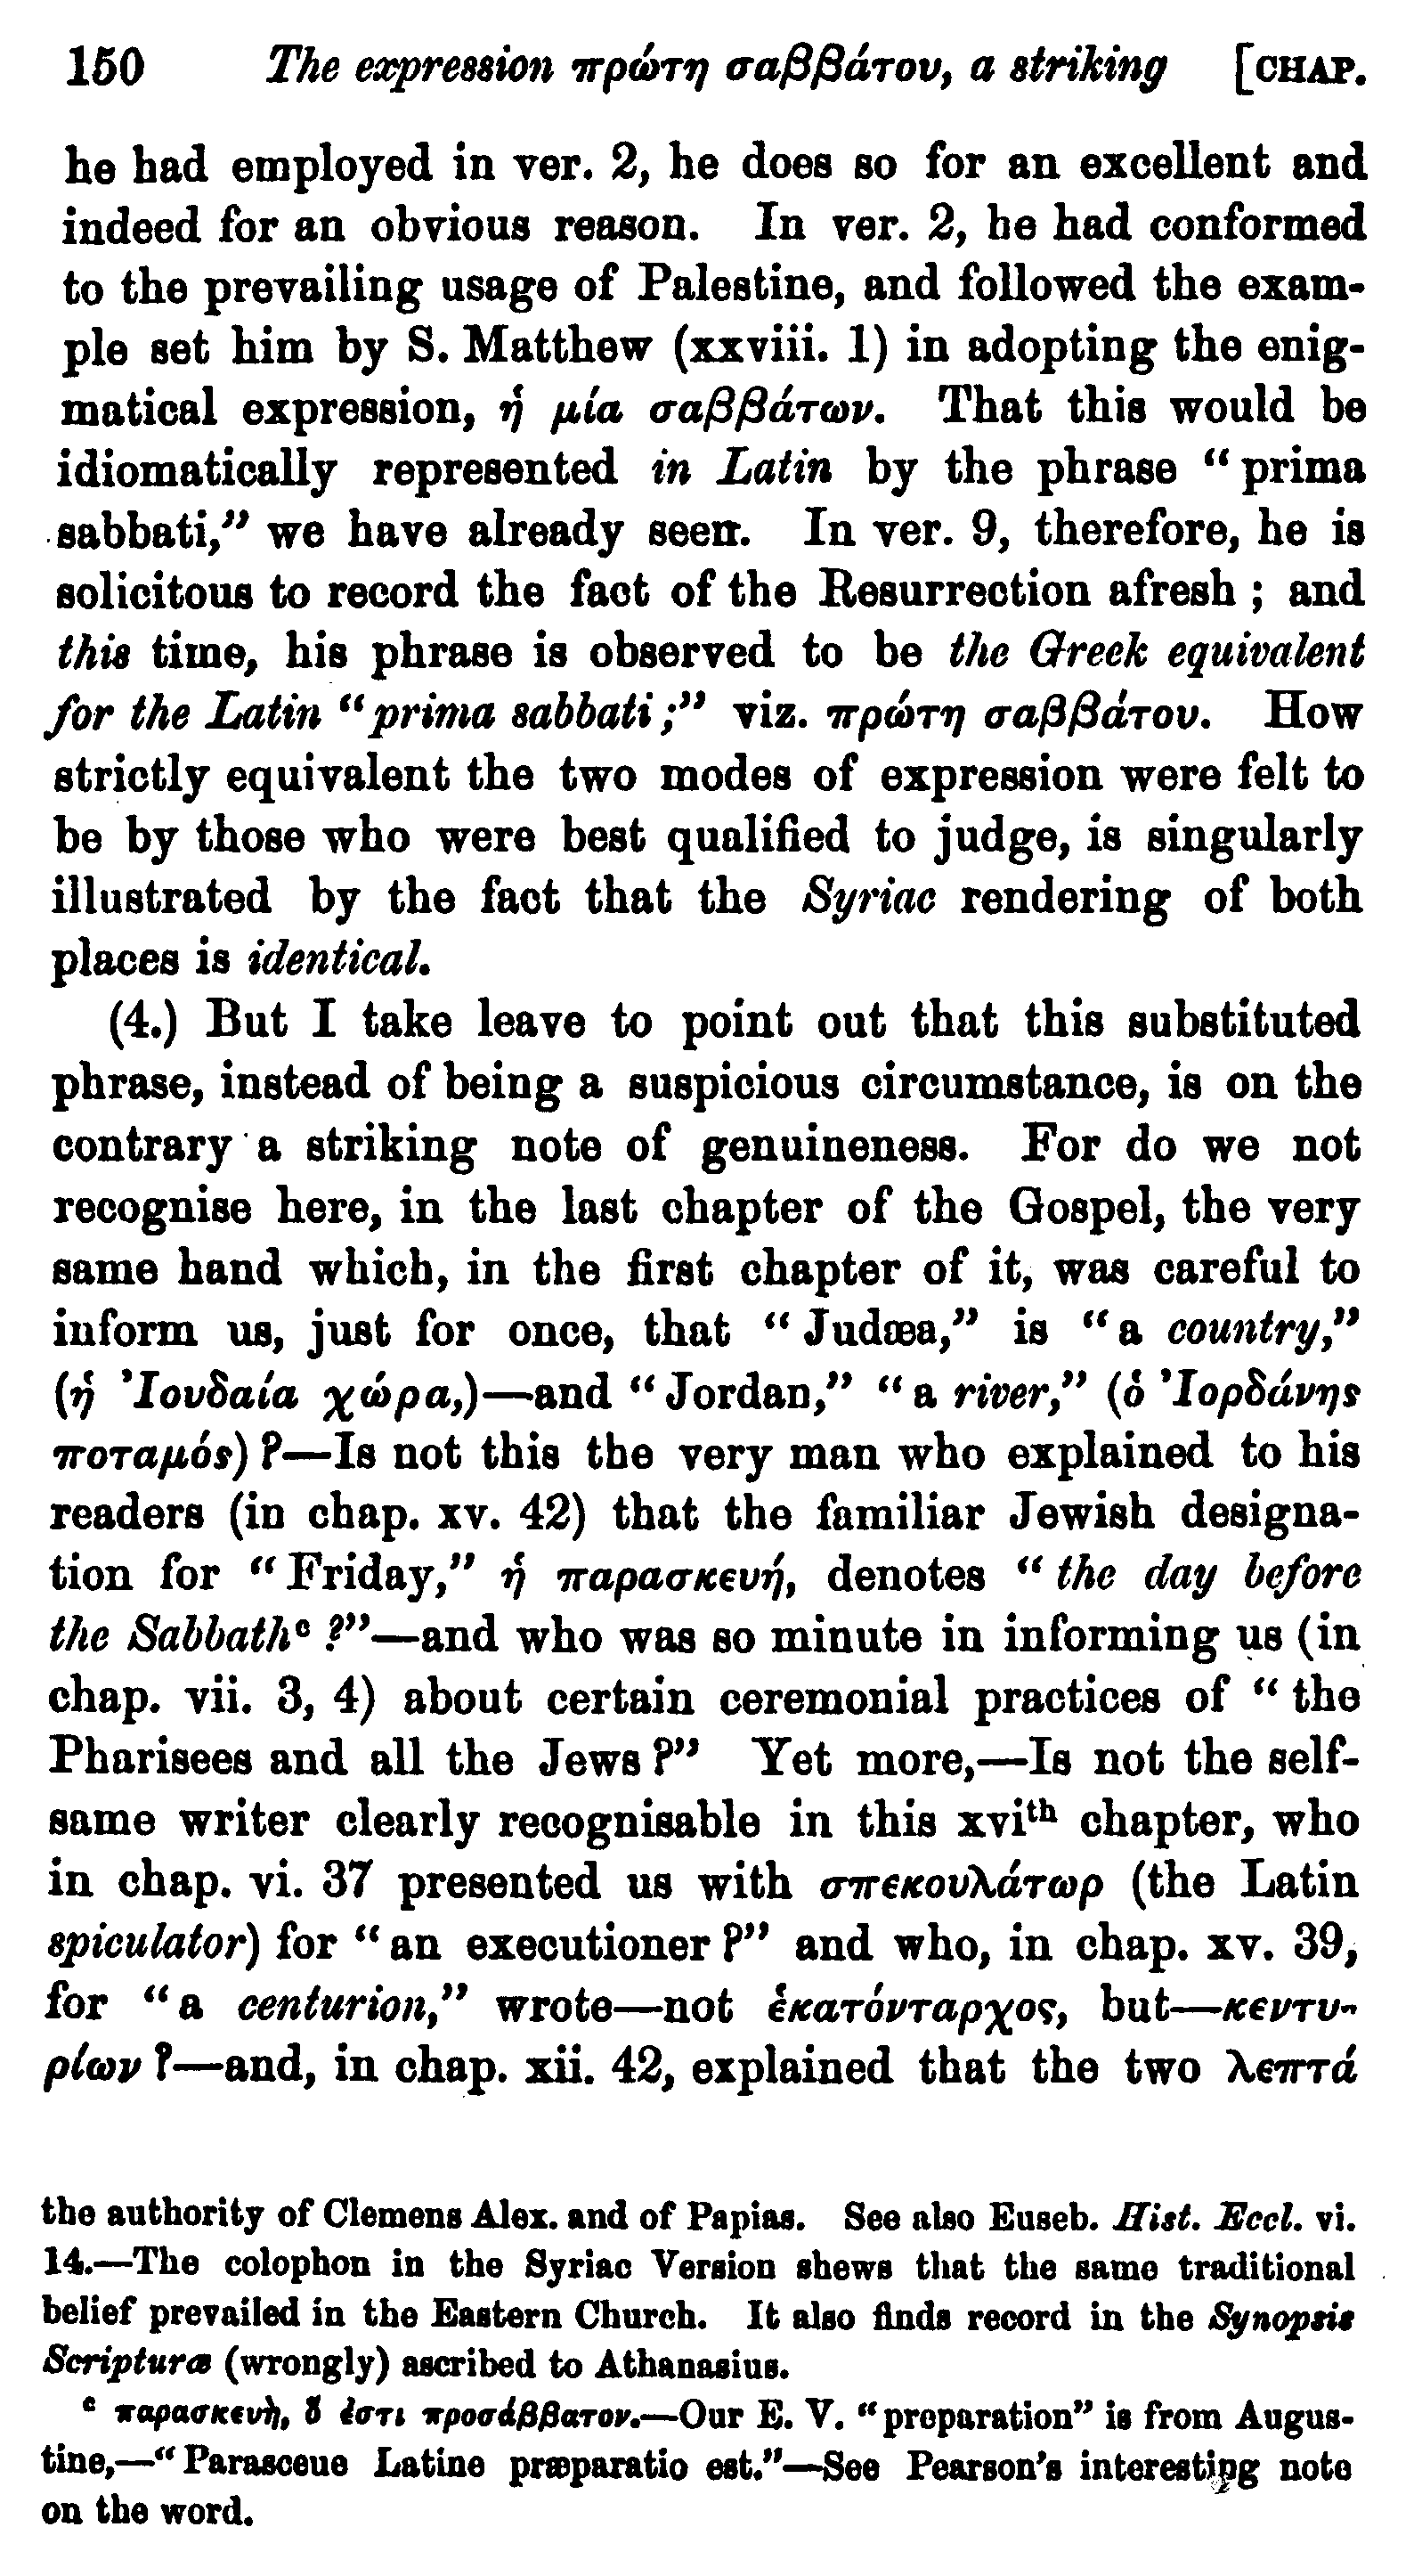 150 The expression πρώτη σαββάτου, a striking [CHAP.
he had employed in ver. 2, he does so for an excellent and
indeed for an obvious reason. In ver. 2, he had conformed
to the prevailing usage of Palestine, and followed the exam-
ple set him by S. Matthew (xxviii. 1) in adopting the enig-
matical expression, ἡ μία σαββάτων. That this would be
idiomatically represented in Latin by the phrase “prima
sabbati,” we have already seen. In ver. 9, therefore, he is
solicitous to record the fact of the Resurrection afresh; and
this time, his phrase is observed to be the Greek equivalent
for the Latin “prima sabbati;” viz. πρώτη σαββάτου. How
strictly equivalent the two modes of expression were felt to
be by those who were best qualified to judge, is singularly
illustrated by the fact that the Syriac rendering of both
places is identical.
(4.) But I take leave to point out that this substituted
phrase, instead of being a suspicious circumstance, is on the
contrary a striking note of genuineness. For do we not
recognise here, in the last chapter of the Gospel, the very
same hand which, in the first chapter of it, was careful to
inform us, just for once, that “Judæa,” is “a country,”
(ἡ Ἰουδαία χώρα,)—and “Jordan,” “a river,” (ὁ Ἰορδάνης
ποταμός)?—Is not this the very man who explained to his
readers (in chap. xv. 42) that the familiar Jewish designa-
tion for “Friday,” ἡ παρασκευή, denotes “the day before
the Sabbathᶜ?”—and who was so minute in informing us (in
chap. vii. 3, 4) about certain ceremonial practices of “the
Pharisees and all the Jews?” Yet more,—Is not the self-
same writer clearly recognisable in this xviᵗʰ chapter, who
in chap. vi. 37 presented us with σπεκουλάτωρ (the Latin
spiculator) for “an executioner?” and who, in chap. xv. 39,
for “a centurion,” wrote—not ἑκατόνταρχος, but—κεντυ-
ρίων?—and, in chap. xii. 42, explained that the two λεπτά
the authority of Clemens Alex. and of Papias. See also Euseb. Hist. Eccl. vi.
14.—The colophon in the Syriac Version shews that the same traditional
belief prevailed in the Eastern Church. It also finds record in the Synopsis
Scripturæ (wrongly) ascribed to Athanasius.
ᶜ παρασκευὴ, ὅ ἐστι προσάββατον.—Our E. V. “preparation” is from Augus-
tine,—“Parasceue Latine præparatio est.”—See Pearson’s interesting note
on the word.